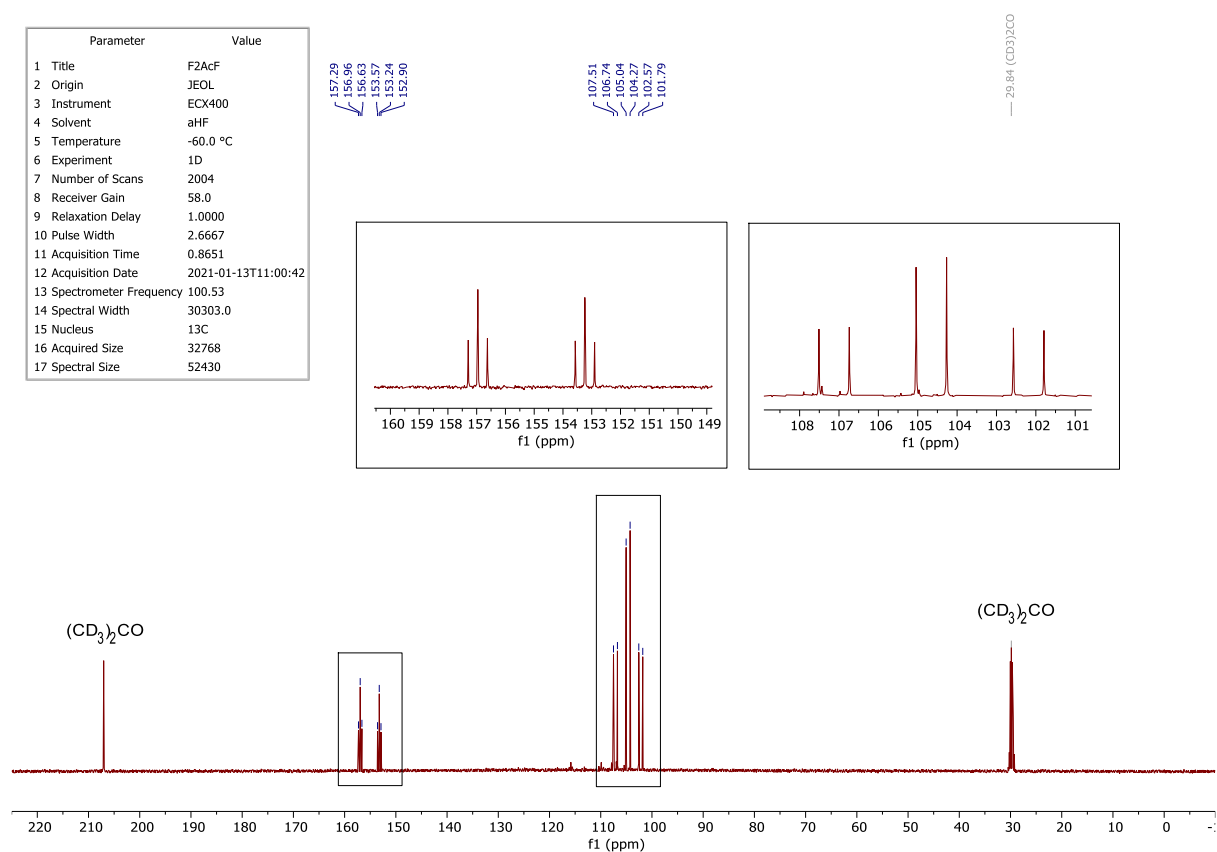 Parameter Value
1 Title F2AcF
2 Origin JEOL
3 Instrument ECX400
4 Solvent aHF
5 Temperature -60.0 °C
6 Experiment 1D
7 Number of Scans 2004
8 Receiver Gain 58.0
9 Relaxation Delay 1.0000
10 Pulse Width 2.6667
11 Acquisition Time 0.8651
12 Acquisition Date 2021-01-13T11:00:42
13 Spectrometer Frequency 100.53
14 Spectral Width 30303.0
15 Nucleus 13C
16 Acquired Size 32768
17 Spectral Size 52430
157.29
156.96
156.63
153.57
153.24
152.90
107.51
106.74
105.04
104.27
102.57
101.79
29.84 (CD3)2CO
160 159 158 157 156 155 154 153 152 151 150 149
f1 (ppm)
108 107 106 105 104 103 102 101
f1 (ppm)
(CD3)2CO
(CD3)2CO
220 210 200 190 180 170 160 150 140 130 120 110 100 90 80 70 60 50 40 30 20 10 0
f1 (ppm)